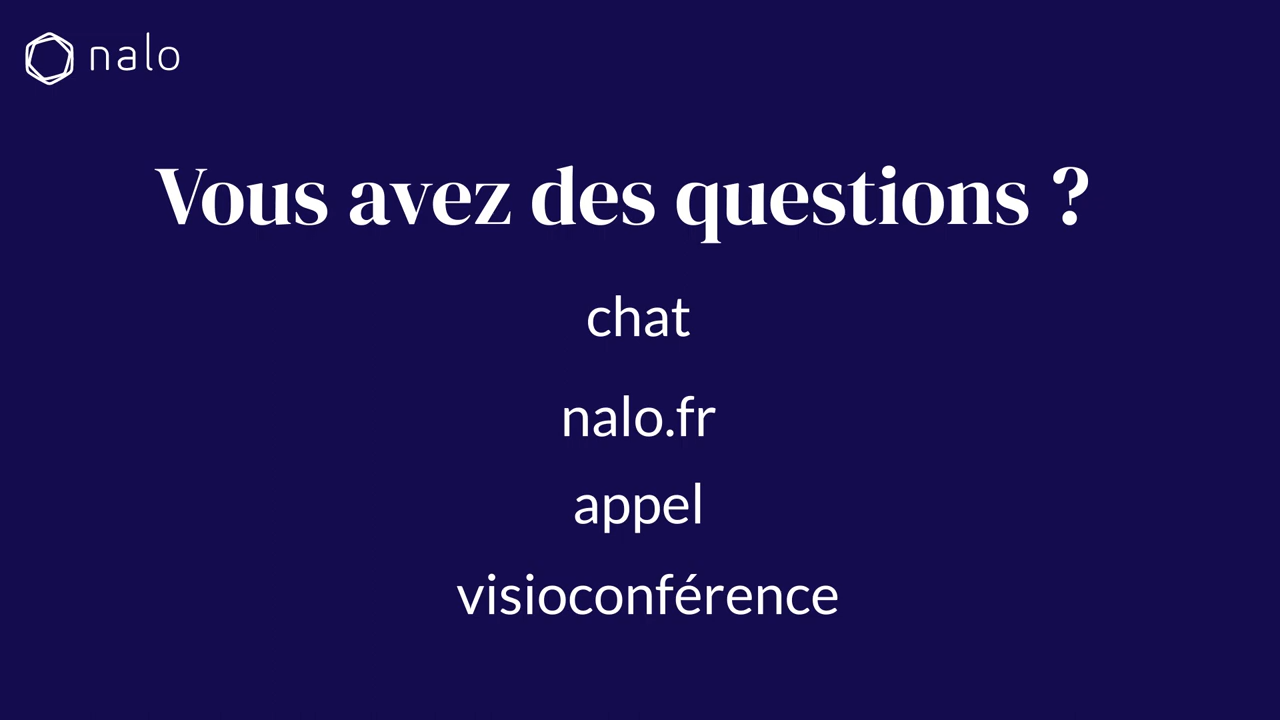 nalo
Vous avez des questions ?
chat
nalo.fr
appel
visioconférence